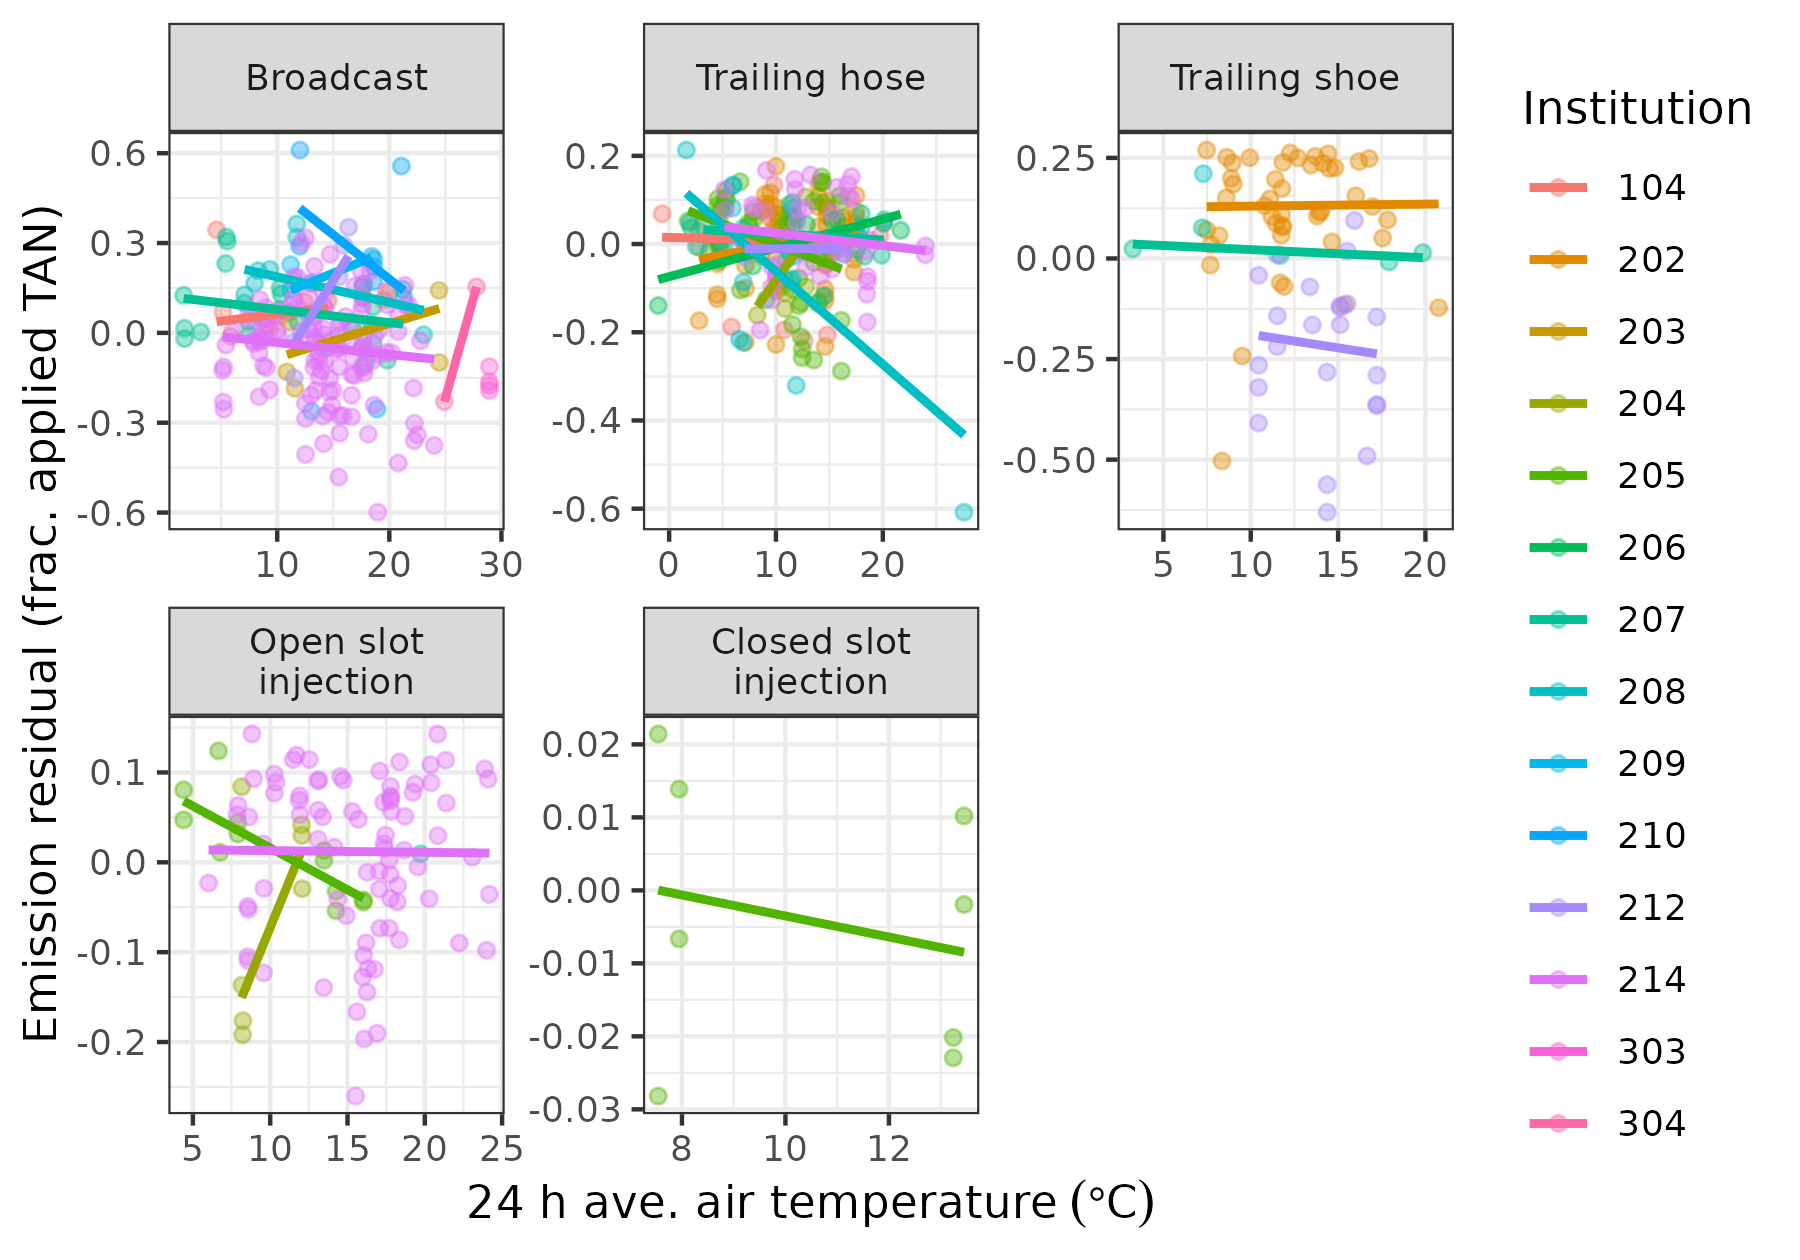 Broadcast
Trailing hose
Trailing shoe
Institution
104
202
203
204
205
206
207
208
209
210
212
214
303
304
Emission residual (frac. applied TAN)
0.6
0.3
0.0
-0.3
-0.6
10 20 30
0.2
0.0
-0.2
-0.4
-0.6
0 10 20
0.25
0.00
-0.25
-0.50
5 10 15 20
Open slot
injection
Closed slot
injection
0.1
0.0
-0.1
-0.2
5 10 15 20 25
0.02
0.01
0.00
-0.01
-0.02
-0.03
8 10 12
24 h ave. air temperature (°C)